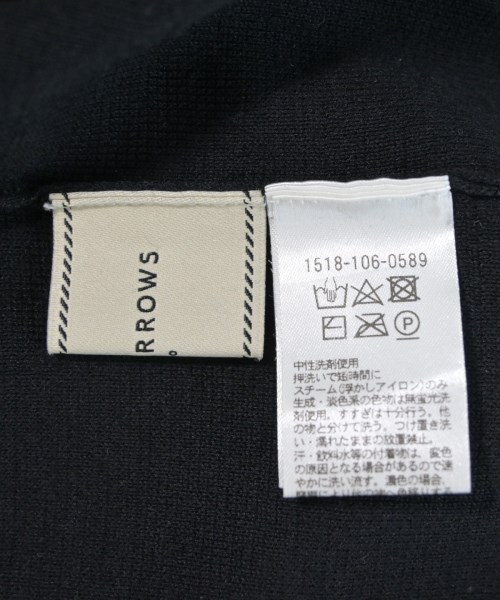 RROWS
1518-106-0589
P
中性洗剤使用
押洗いで短時間に
スチーム(浮かしアイロン)のみ
生成・淡色系の色物は無蛍光洗
剤使用。すすぎは十分行う。他
の物と分けて洗う。つけ置き洗
い・濡れたままの放置禁止。
汗・飲料水等の付着物は、変色
の原因となる場合があるので速
やかに洗い流す。濃色の場合、